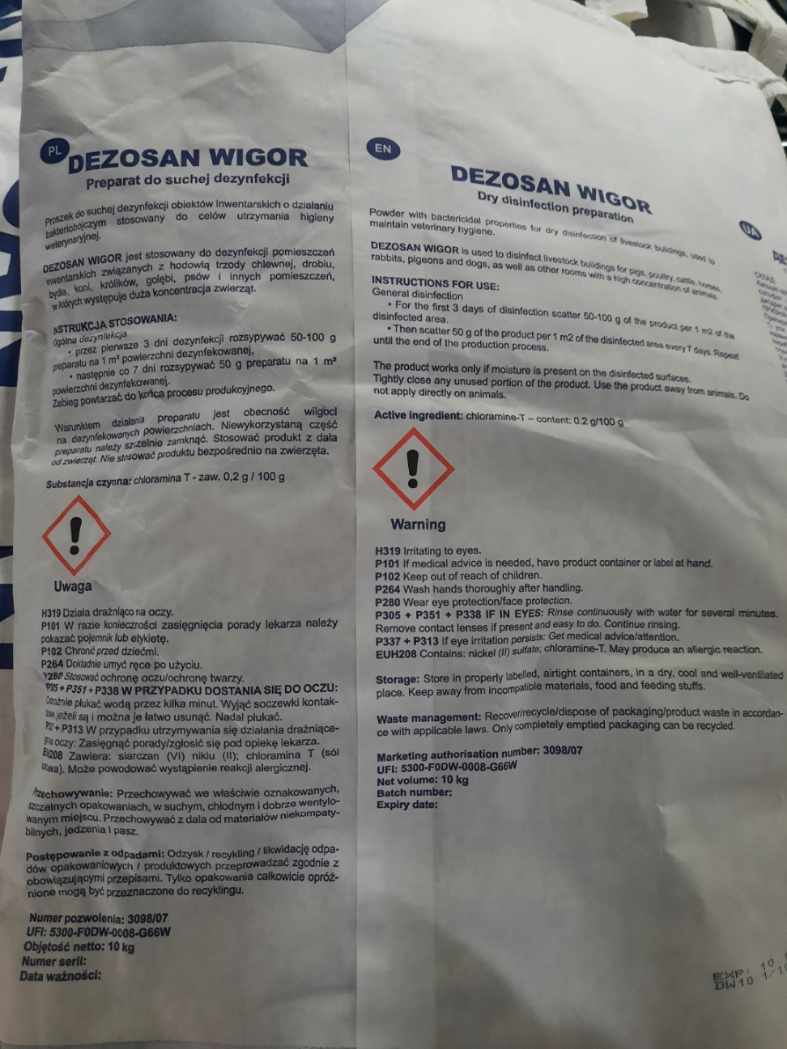 PL
DEZOSAN WIGOR
Preparat do suchej dezynfekcji
Proszek do suchej dezynfekcji obiektów inwentarskich o działaniu
bakteriobójczym stosowany do celów utrzymania higieny
weterynaryjnej.
DEZOSAN WIGOR jest stosowany do dezynfekcji pomieszczeń
inwentarskich związanych z hodowlą trzody chlewnej, drobiu,
bydła, koni, królików, gołębi, psów i innych pomieszczeń,
w których występuje duża koncentracja zwierząt.
INSTRUKCJA STOSOWANIA:
Ogólna dezynfekcja
• przez pierwsze 3 dni dezynfekcji rozsypywać 50-100 g
preparatu na 1 m² powierzchni dezynfekowanej,
• następnie co 7 dni rozsypywać 50 g preparatu na 1 m²
powierzchni dezynfekowanej.
Zabieg powtarzać do końca procesu produkcyjnego.
Warunkiem działania preparatu jest obecność wilgoci
na dezynfekowanych powierzchniach. Niewykorzystaną część
preparatu należy szczelnie zamknąć. Stosować produkt z dala
od zwierząt. Nie stosować produktu bezpośrednio na zwierzęta.
Substancja czynna: chloramina T - zaw. 0,2 g / 100 g
Uwaga
H319 Działa drażniąco na oczy.
P101 W razie konieczności zasięgnięcia porady lekarza należy
pokazać pojemnik lub etykietę.
P102 Chronić przed dziećmi.
P264 Dokładnie umyć ręce po użyciu.
P280 Stosować ochronę oczu/ochronę twarzy.
P305 + P351 + P338 W PRZYPADKU DOSTANIA SIĘ DO OCZU:
Ostrożnie płukać wodą przez kilka minut. Wyjąć soczewki kontak-
towe jeżeli są i można je łatwo usunąć. Nadal płukać.
P337 + P313 W przypadku utrzymywania się działania drażniące-
go na oczy: Zasięgnąć porady/zgłosić się pod opiekę lekarza.
EUH208 Zawiera: siarczan (VI) niklu (II); chloramina T (sól
sodowa). Może powodować wystąpienie reakcji alergicznej.
Przechowywanie: Przechowywać we właściwie oznakowanych,
szczelnych opakowaniach, w suchym, chłodnym i dobrze wentylo-
wanym miejscu. Przechowywać z dala od materiałów niekompaty-
bilnych, jedzenia i pasz.
Postępowanie z odpadami: Odzysk / recykling / likwidację odpa-
dów opakowaniowych / produktowych przeprowadzać zgodnie z
obowiązującymi przepisami. Tylko opakowania całkowicie opróż-
nione mogą być przeznaczone do recyklingu.
Numer pozwolenia: 3098/07
UFI: 5300-F0DW-0008-G66W
Objętość netto: 10 kg
Numer serii:
Data ważności:
EN
DEZOSAN WIGOR
Dry disinfection preparation
Powder with bactericidal properties for dry disinfection of livestock buildings, used to
maintain veterinary hygiene.
DEZOSAN WIGOR is used to disinfect livestock buildings for pigs, poultry, cattle, horses,
rabbits, pigeons and dogs, as well as other rooms with a high concentration of animals.
INSTRUCTIONS FOR USE:
General disinfection
• For the first 3 days of disinfection scatter 50-100 g of the product per 1 m2 of the
disinfected area.
• Then scatter 50 g of the product per 1 m2 of the disinfected area every 7 days. Repeat
until the end of the production process.
The product works only if moisture is present on the disinfected surfaces.
Tightly close any unused portion of the product. Use the product away from animals. Do
not apply directly on animals.
Active ingredient: chloramine-T – content: 0.2 g/100 g
Warning
H319 Irritating to eyes.
P101 If medical advice is needed, have product container or label at hand.
P102 Keep out of reach of children.
P264 Wash hands thoroughly after handling.
P280 Wear eye protection/face protection.
P305 + P351 + P338 IF IN EYES: Rinse continuously with water for several minutes.
Remove contact lenses if present and easy to do. Continue rinsing.
P337 + P313 If eye irritation persists: Get medical advice/attention.
EUH208 Contains: nickel (II) sulfate; chloramine-T. May produce an allergic reaction.
Storage: Store in properly labelled, airtight containers, in a dry, cool and well-ventilated
place. Keep away from incompatible materials, food and feeding stuffs.
Waste management: Recover/recycle/dispose of packaging/product waste in accordan-
ce with applicable laws. Only completely emptied packaging can be recycled.
Marketing authorisation number: 3098/07
UFI: 5300-F0DW-0008-G66W
Net volume: 10 kg
Batch number:
Expiry date:
UA
EXP: 10.